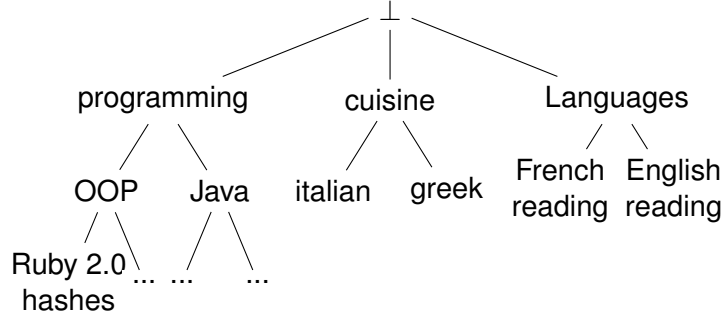 ⊥
programming
cuisine
Languages
OOP
Java
italian
greek
French
reading
English
reading
Ruby 2.0
hashes
...
...
...